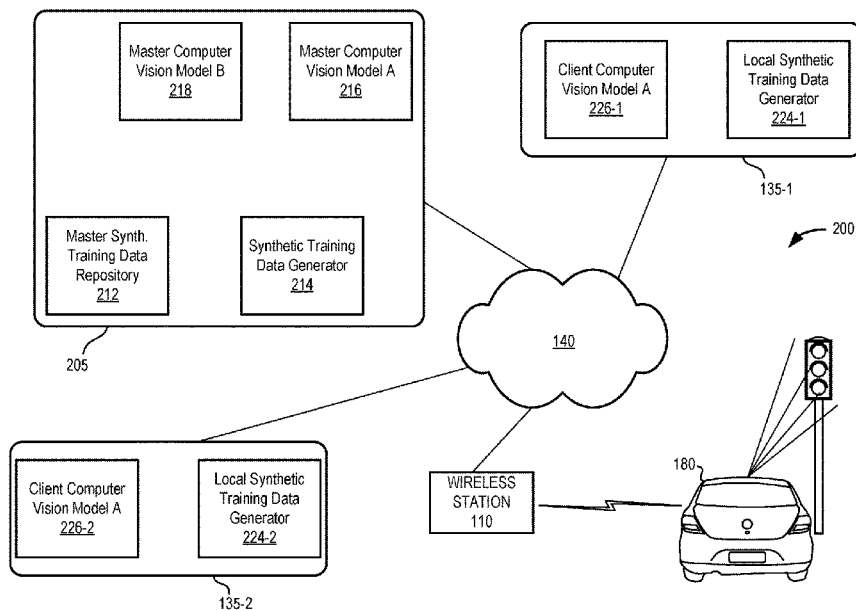 Master Computer
Vision Model B
218
Master Computer
Vision Model A
216
Master Synth.
Training Data
Repository
212
Synthetic Training
Data Generator
214
205
Client Computer
Vision Model A
226-1
Local Synthetic
Training Data
Generator
224-1
135-1
200
140
Client Computer
Vision Model A
226-2
Local Synthetic
Training Data
Generator
224-2
135-2
WIRELESS
STATION
110
180